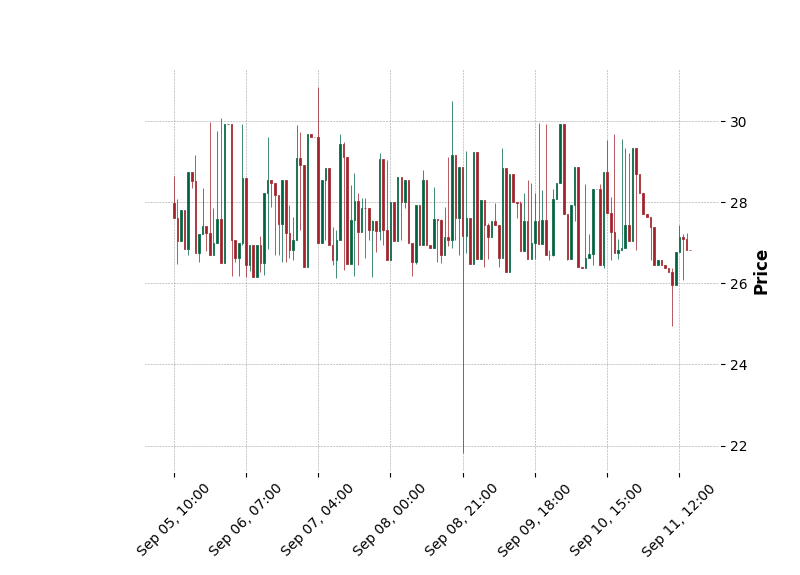 30
28
26
24
22
Price
Sep 05, 10:00
Sep 06, 07:00
Sep 07, 04:00
Sep 08, 00:00
Sep 08, 21:00
Sep 09, 18:00
Sep 10, 15:00
Sep 11, 12:00